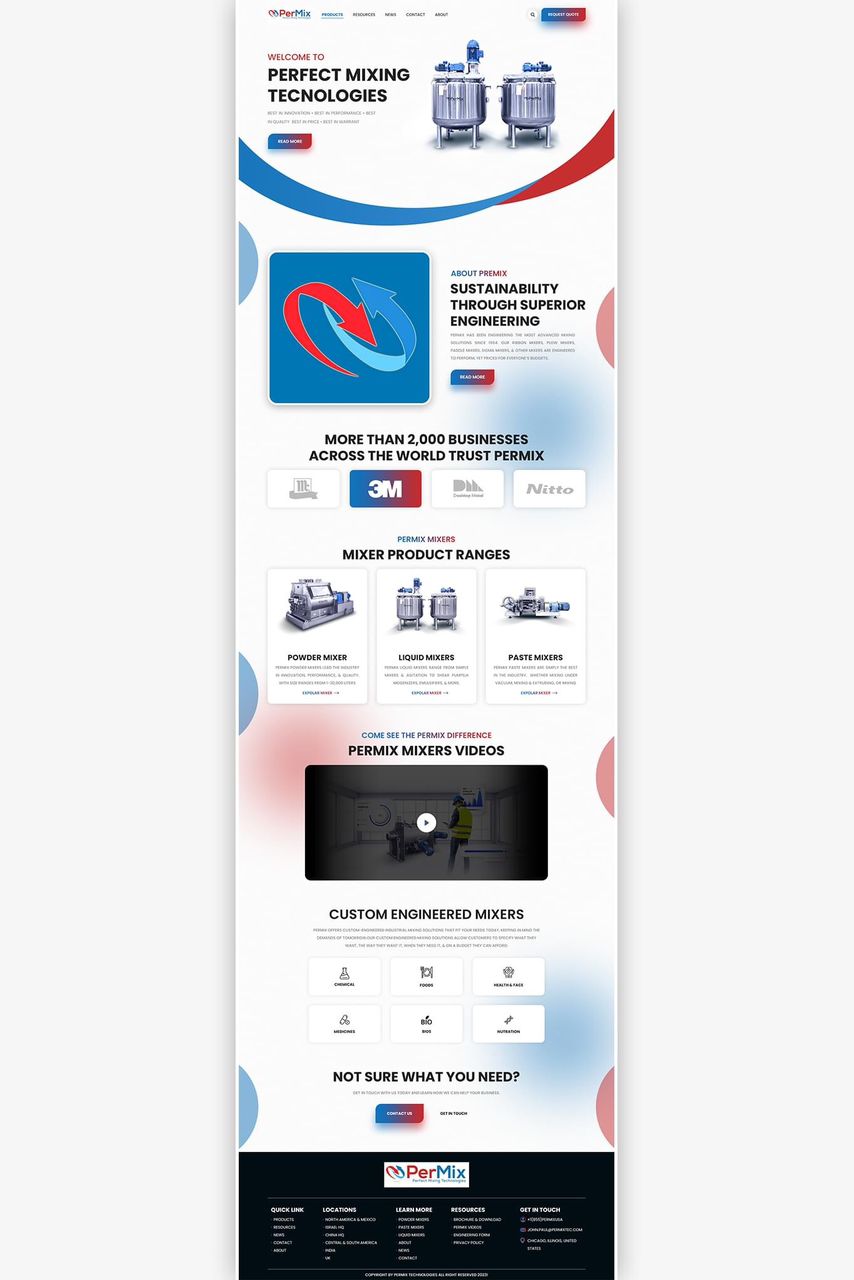 PerMix
PRODUCTS
RESOURCES
NEWS
CONTACT
ABOUT
REQUEST QUOTE
WELCOME TO
PERFECT MIXING
TECNOLOGIES
BEST IN INNOVATION • BEST IN PERFORMANCE • BEST
IN QUALITY BEST IN PRICE • BEST IN WARRANT
READ MORE
ABOUT PREMIX
SUSTAINABILITY
THROUGH SUPERIOR
ENGINEERING
PERMIX HAS BEEN ENGINEERING THE MOST ADVANCED MIXING
SOLUTIONS SINCE 1954. OUR RIBBON MIXERS, PLOW MIXERS,
PADDLE MIXERS, SIGMA MIXERS, & OTHER MIXERS ARE ENGINEERED
TO PERFORM, YET PRICES FOR EVERYONE'S BUDGETS.
READ MORE
MORE THAN 2,000 BUSINESSES
ACROSS THE WORLD TRUST PERMIX
3M
Desktop Metal
Nitto
PERMIX MIXERS
MIXER PRODUCT RANGES
POWDER MIXER
PERMIX POWDER MIXERS LEAD THE INDUSTRY
IN INNOVATION, PERFORMANCE, & QUALITY.
WITH SIZE RANGES FROM 1-30,000 LITERS
EXPOLAR MIXER
LIQUID MIXERS
PERMIX LIQUID MIXERS RANGE FROM SIMPLE
MIXERS & AGITATION TO SHEAR PUMPS,
EMULSIFIERS, & MORE
EXPOLAR MIXER
PASTE MIXERS
PERMIX PASTE MIXERS ARE SIMPLY THE BEST
IN THE INDUSTRY. WHETHER MIXING UNDER
VACUUM, MIXING & EXTRUDING, OR MIXING
EXPOLAR MIXER
COME SEE THE PERMIX DIFFERENCE
PERMIX MIXERS VIDEOS
CUSTOM ENGINEERED MIXERS
PERMIX OFFERS CUSTOM-ENGINEERED INDUSTRIAL MIXING SOLUTIONS THAT FIT YOUR NEEDS TODAY, KEEPING IN MIND THE
DEMANDS OF TOMORROW. OUR CUSTOM ENGINEERED MIXING SOLUTIONS ALLOW CUSTOMERS TO SPECIFY WHAT THEY
WANT, THE WAY THEY WANT IT, WHEN THEY NEED IT, & ON A BUDGET THEY CAN AFFORD
CHEMICAL
FOODS
HEALTH & FACE
MEDICINES
BIO
BIOS
NUTRATION
NOT SURE WHAT YOU NEED?
GET IN TOUCH WITH US TODAY AND LEARN HOW WE CAN HELP YOUR BUSINESS.
CONTACT US
GET IN TOUCH
PerMix
Perfect Mixing Technologies
QUICK LINK
PRODUCTS
RESOURCES
NEWS
CONTACT
ABOUT
LOCATIONS
NORTH AMERICA & MEXICO
ISRAEL HQ
CHINA HQ
CENTRAL & SOUTH AMERICA
INDIA
UK
LEARN MORE
POWDER MIXERS
PASTE MIXERS
LIQUID MIXERS
ABOUT
NEWS
CONTACT
RESOURCES
BROCHURE & DOWNLOAD
PERMIX VIDEOS
ENGINEERING FORM
PRIVACY POLICY
GET IN TOUCH
+1(855)PERMIXUSA
JOHN.PAUL@PERMIXTEC.COM
CHICAGO, ILLINOIS, UNITED
STATES
COPYRIGHT BY PERMIX TECHNOLOGIES ALL RIGHT RESERVED 2023